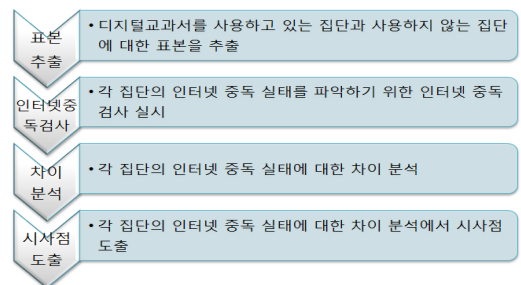 표본
추출
• 디지털교과서를 사용하고 있는 집단과 사용하지 않는 집단
에 대한 표본을 추출
인터넷중
독검사
• 각 집단의 인터넷 중독 실태를 파악하기 위한 인터넷 중독
검사 실시
차이
분석
• 각 집단의 인터넷 중독 실태에 대한 차이 분석
시사점
도출
• 각 집단의 인터넷 중독 실태에 대한 차이 분석에서 시사점
도출